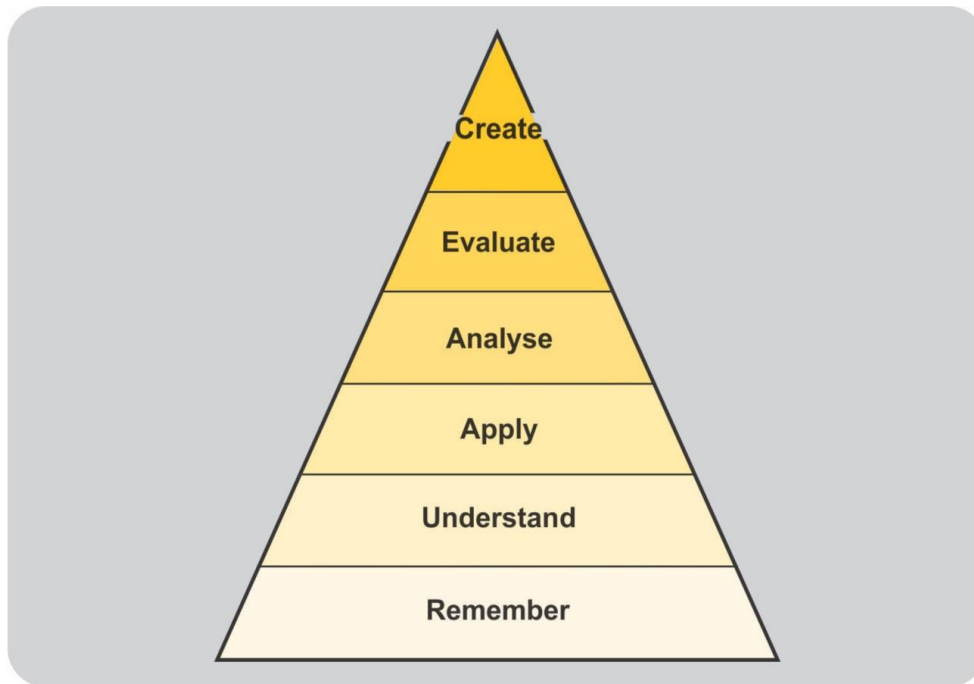 Create
Evaluate
Analyse
Apply
Understand
Remember